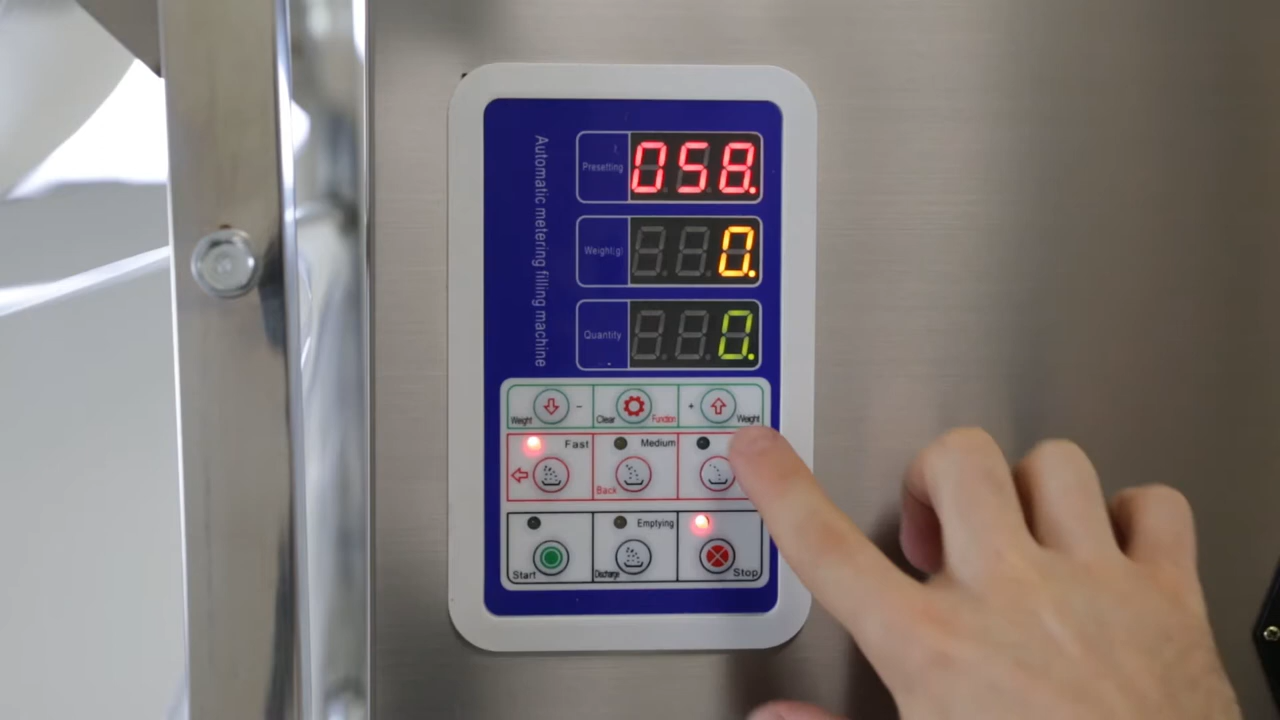 Automatic metering filling machine
Presetting 058.
Weight(g) 0.
Quantity 0.
Weight -
Clear Function
+ Weight
Fast
Medium
Back
Emptying
Start
Discharge
Stop